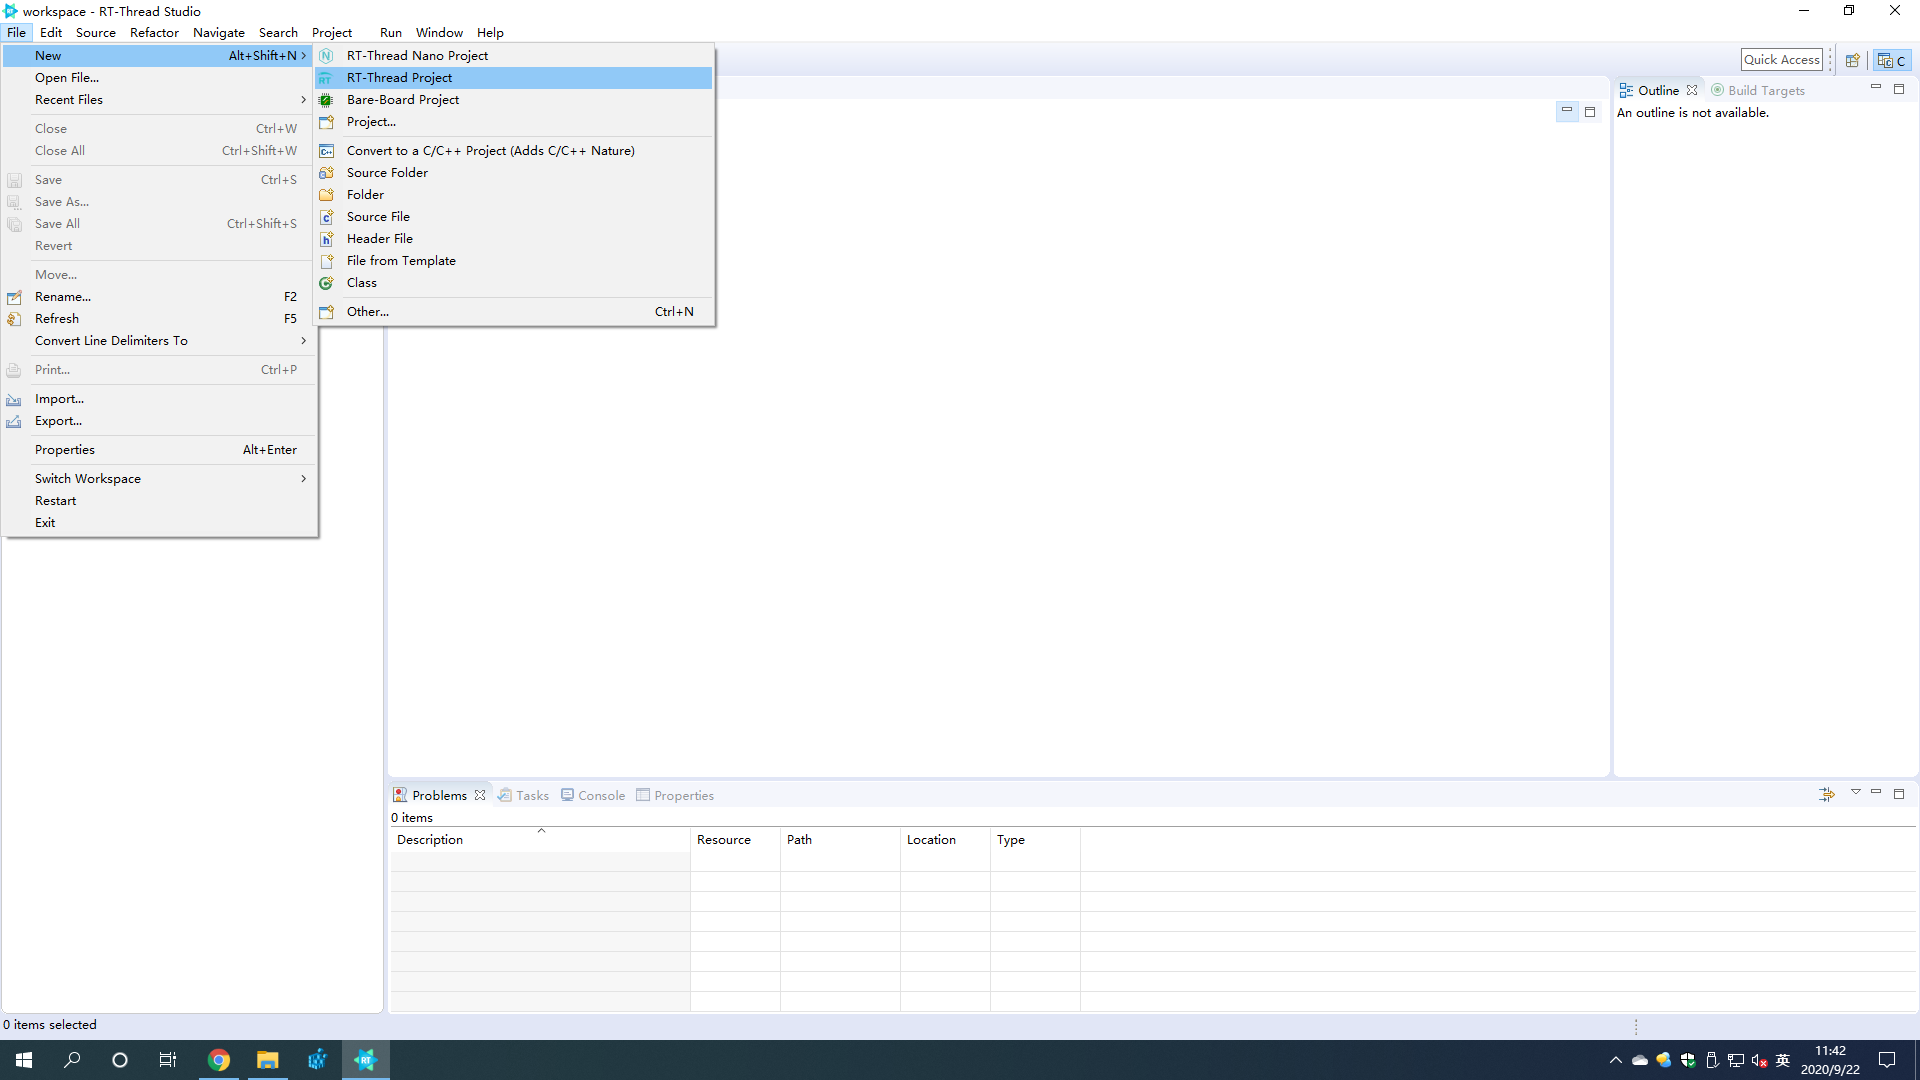 workspace - RT-Thread Studio
File Edit Source Refactor Navigate Search Project Run Window Help
New Alt+Shift+N
Open File...
Recent Files
Close Ctrl+W
Close All Ctrl+Shift+W
Save Ctrl+S
Save As...
Save All Ctrl+Shift+S
Revert
Move...
Rename... F2
Refresh F5
Convert Line Delimiters To
Print... Ctrl+P
Import...
Export...
Properties Alt+Enter
Switch Workspace
Restart
Exit
RT-Thread Nano Project
RT-Thread Project
Bare-Board Project
Project...
Convert to a C/C++ Project (Adds C/C++ Nature)
Source Folder
Folder
Source File
Header File
File from Template
Class
Other... Ctrl+N
Quick Access
C
Outline Build Targets
An outline is not available.
Problems Tasks Console Properties
0 items
Description Resource Path Location Type
0 items selected
英
11:42
2020/9/22